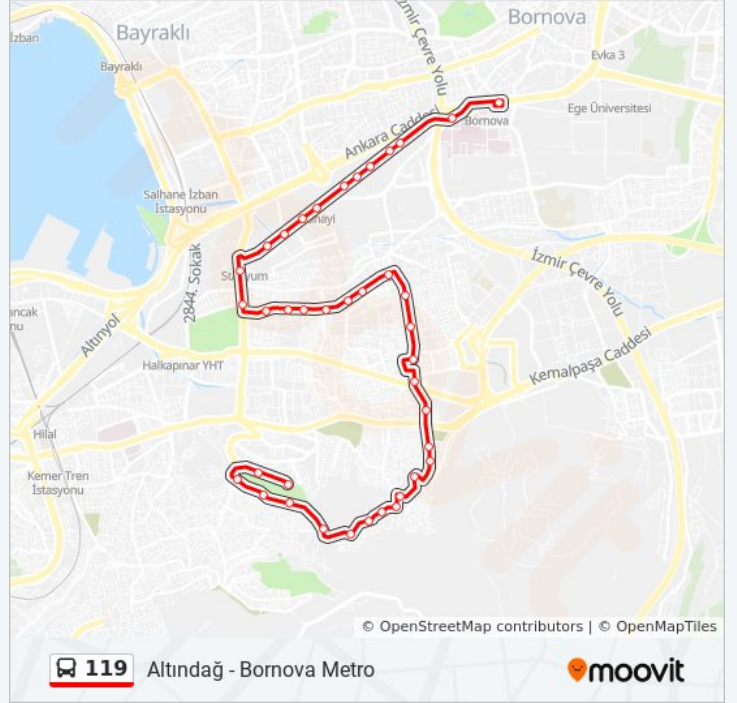 Bornova
İzmir Çevre Yolu
Bayraklı
Izban
Bayraklı
Evka 3
Ege Üniversitesi
Ankara Caddesi
Bornova
Salhane İzban
İstasyonu
Stadyum
2844. Sokak
İzmir Çevre Yolu
Altınyol
Halkapınar YHT
Kemalpaşa Caddesi
Hilal
Kemer Tren
İstasyonu
© OpenStreetMap contributors | © OpenMapTiles
119 Altındağ - Bornova Metro
moovit